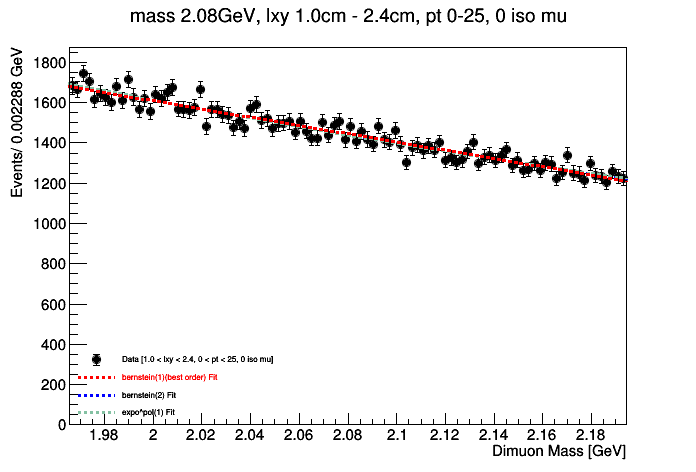 mass 2.08GeV, lxy 1.0cm - 2.4cm, pt 0-25, 0 iso mu
Events/ 0.002288 GeV
1800
1600
1400
1200
1000
800
600
400
200
0
Data [1.0 < lxy < 2.4, 0 < pt < 25, 0 iso mu]
bernstein(1)(best order) Fit
bernstein(2) Fit
expo^pol(1) Fit
1.98 2 2.02 2.04 2.06 2.08 2.1 2.12 2.14 2.16 2.18
Dimuon Mass [GeV]